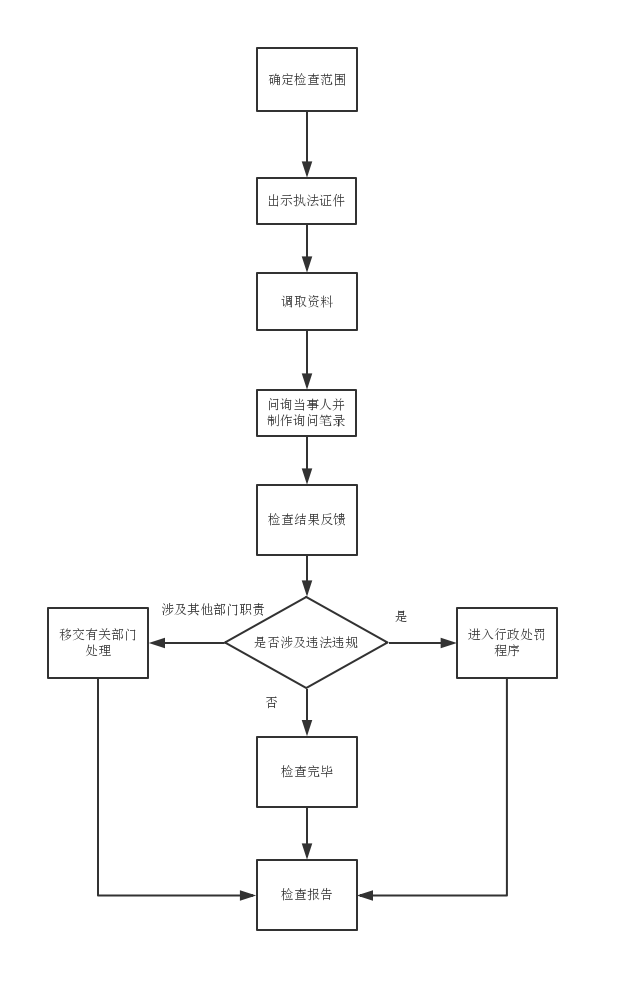 确定检查范围
出示执法证件
调取资料
问询当事人并
制作询问笔录
检查结果反馈
涉及其他部门职责
是
移交有关部门
处理
是否涉及违法违规
进入行政处罚
程序
否
检查完毕
检查报告